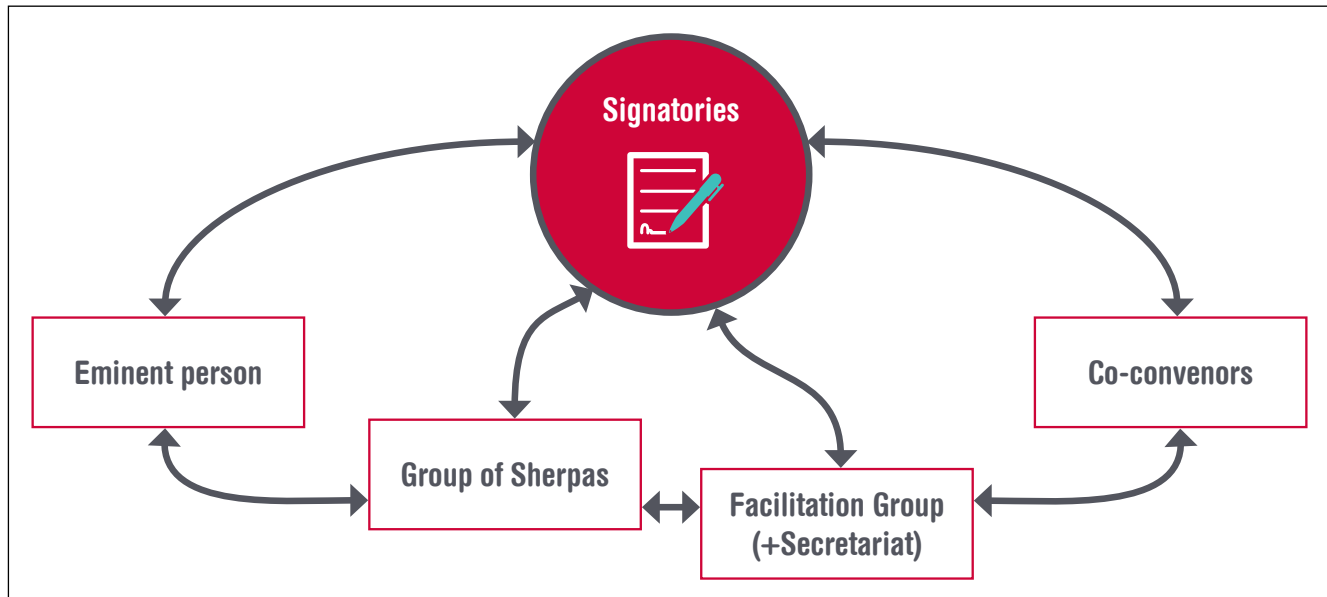 Signatories
Eminent person
Co-convenors
Group of Sherpas
Facilitation Group
(+Secretariat)